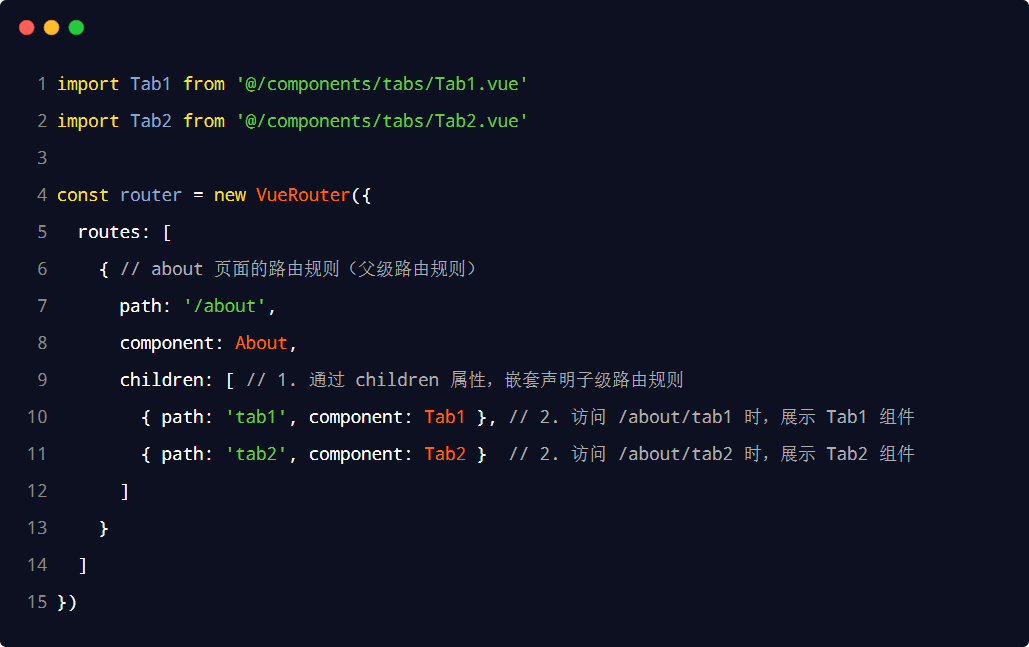 1 import Tab1 from '@/components/tabs/Tab1.vue'
2 import Tab2 from '@/components/tabs/Tab2.vue'
3
4 const router = new VueRouter({
5   routes: [
6     { // about 页面的路由规则（父级路由规则）
7       path: '/about',
8       component: About,
9       children: [ // 1. 通过 children 属性，嵌套声明子级路由规则
10         { path: 'tab1', component: Tab1 }, // 2. 访问 /about/tab1 时，展示 Tab1 组件
11         { path: 'tab2', component: Tab2 }  // 2. 访问 /about/tab2 时，展示 Tab2 组件
12       ]
13     }
14   ]
15 })